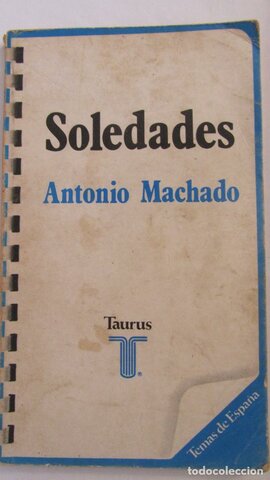 Soledades
Antonio Machado
Taurus
®
Temas de España
todocoleccion